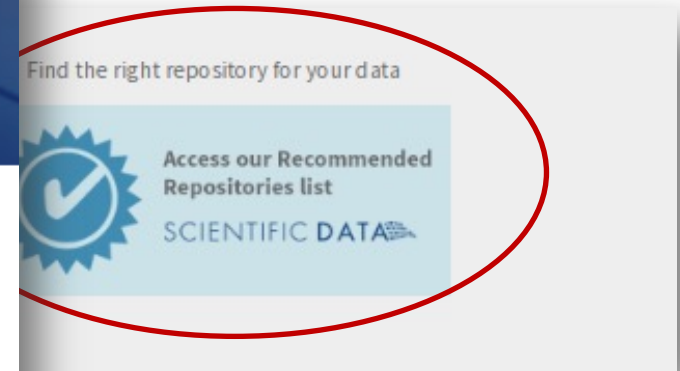 Find the right repository for your data
Access our Recommended
Repositories list
SCIENTIFIC DATA